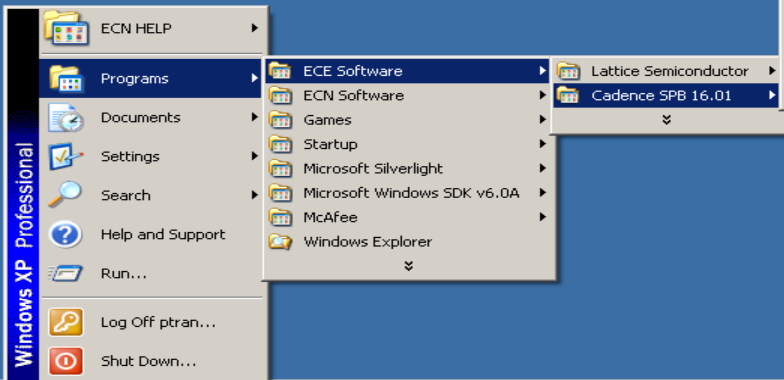 ECN HELP
Programs
Documents
Settings
Search
Help and Support
Run...
Log Off ptran...
Shut Down...
Windows XP Professional
ECE Software
ECN Software
Games
Startup
Microsoft Silverlight
Microsoft Windows SDK v6.0A
McAfee
Windows Explorer
Lattice Semiconductor
Cadence SPB 16.01